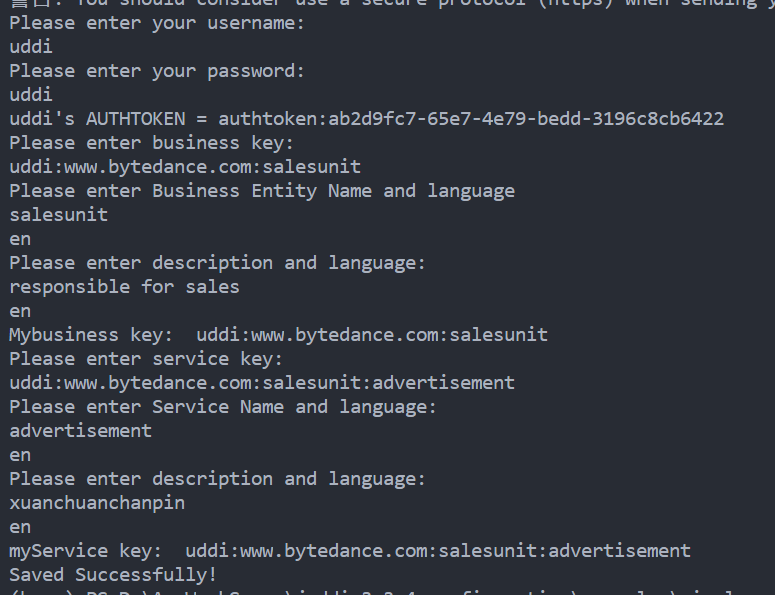 警告: You should consider use a secure protocol (https) when sending y
Please enter your username:
uddi
Please enter your password:
uddi
uddi's AUTHTOKEN = authtoken:ab2d9fc7-65e7-4e79-bedd-3196c8cb6422
Please enter business key:
uddi:www.bytedance.com:salesunit
Please enter Business Entity Name and language
salesunit
en
Please enter description and language:
responsible for sales
en
Mybusiness key:  uddi:www.bytedance.com:salesunit
Please enter service key:
uddi:www.bytedance.com:salesunit:advertisement
Please enter Service Name and language:
advertisement
en
Please enter description and language:
xuanchuanchanpin
en
myService key:  uddi:www.bytedance.com:salesunit:advertisement
Saved Successfully!